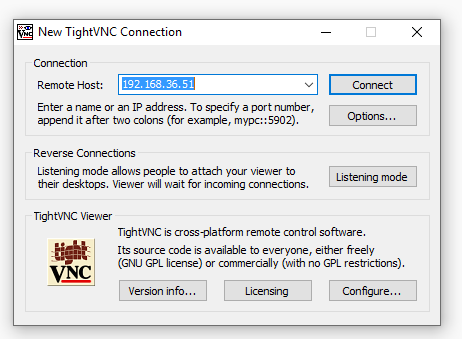 New TightVNC Connection
Connection
Remote Host: 192.168.36.51
Connect
Enter a name or an IP address. To specify a port number,
append it after two colons (for example, mypc::5902).
Options...
Reverse Connections
Listening mode allows people to attach your viewer to
their desktops. Viewer will wait for incoming connections.
Listening mode
TightVNC Viewer
tight
VNC
TightVNC is cross-platform remote control software.
Its source code is available to everyone, either freely
(GNU GPL license) or commercially (with no GPL restrictions).
Version info...
Licensing
Configure...